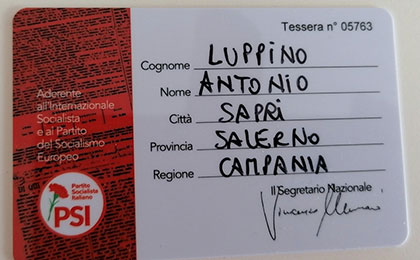 Tessera n° 05763
Cognome LUPPINO
Nome ANTONIO
Città SAPRI
Provincia SALERNO
Regione CAMPANIA
Il Segretario Nazionale
Aderente
all'Internazionale
Socialista
e ai Partito
del Socialismo
Europeo
Partito
Socialista
Italiano
PSI